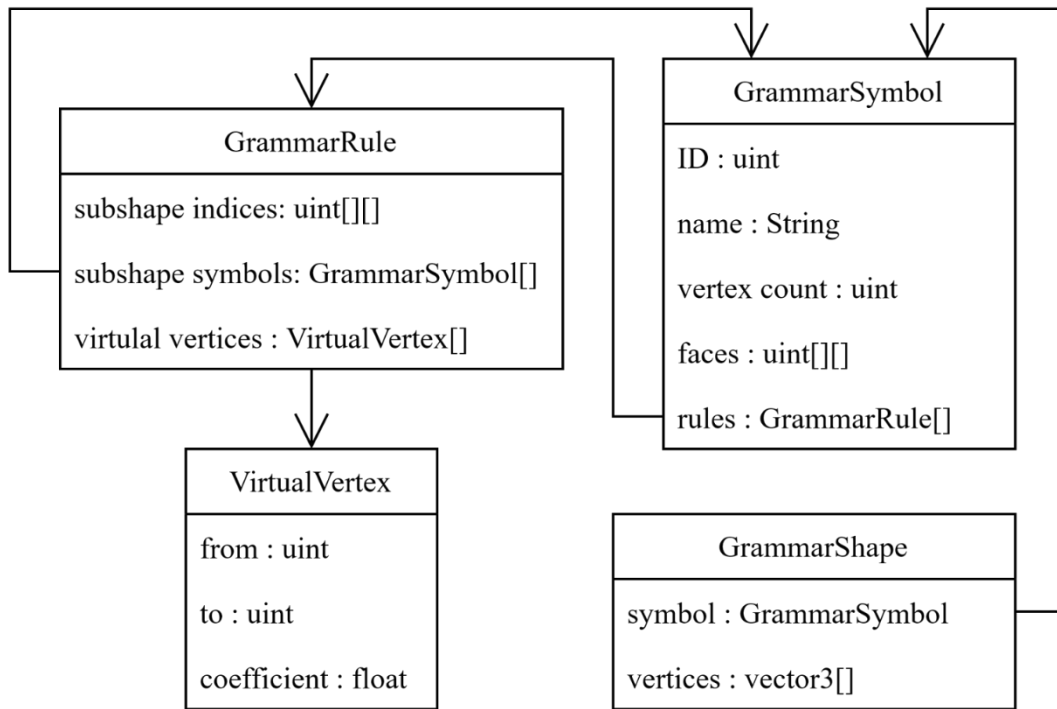 GrammarRule
subshape indices: uint[][]
subshape symbols: GrammarSymbol[]
virtulal vertices : VirtualVertex[]
GrammarSymbol
ID : uint
name : String
vertex count : uint
faces : uint[][]
rules : GrammarRule[]
VirtualVertex
from : uint
to : uint
coefficient : float
GrammarShape
symbol : GrammarSymbol
vertices : vector3[]